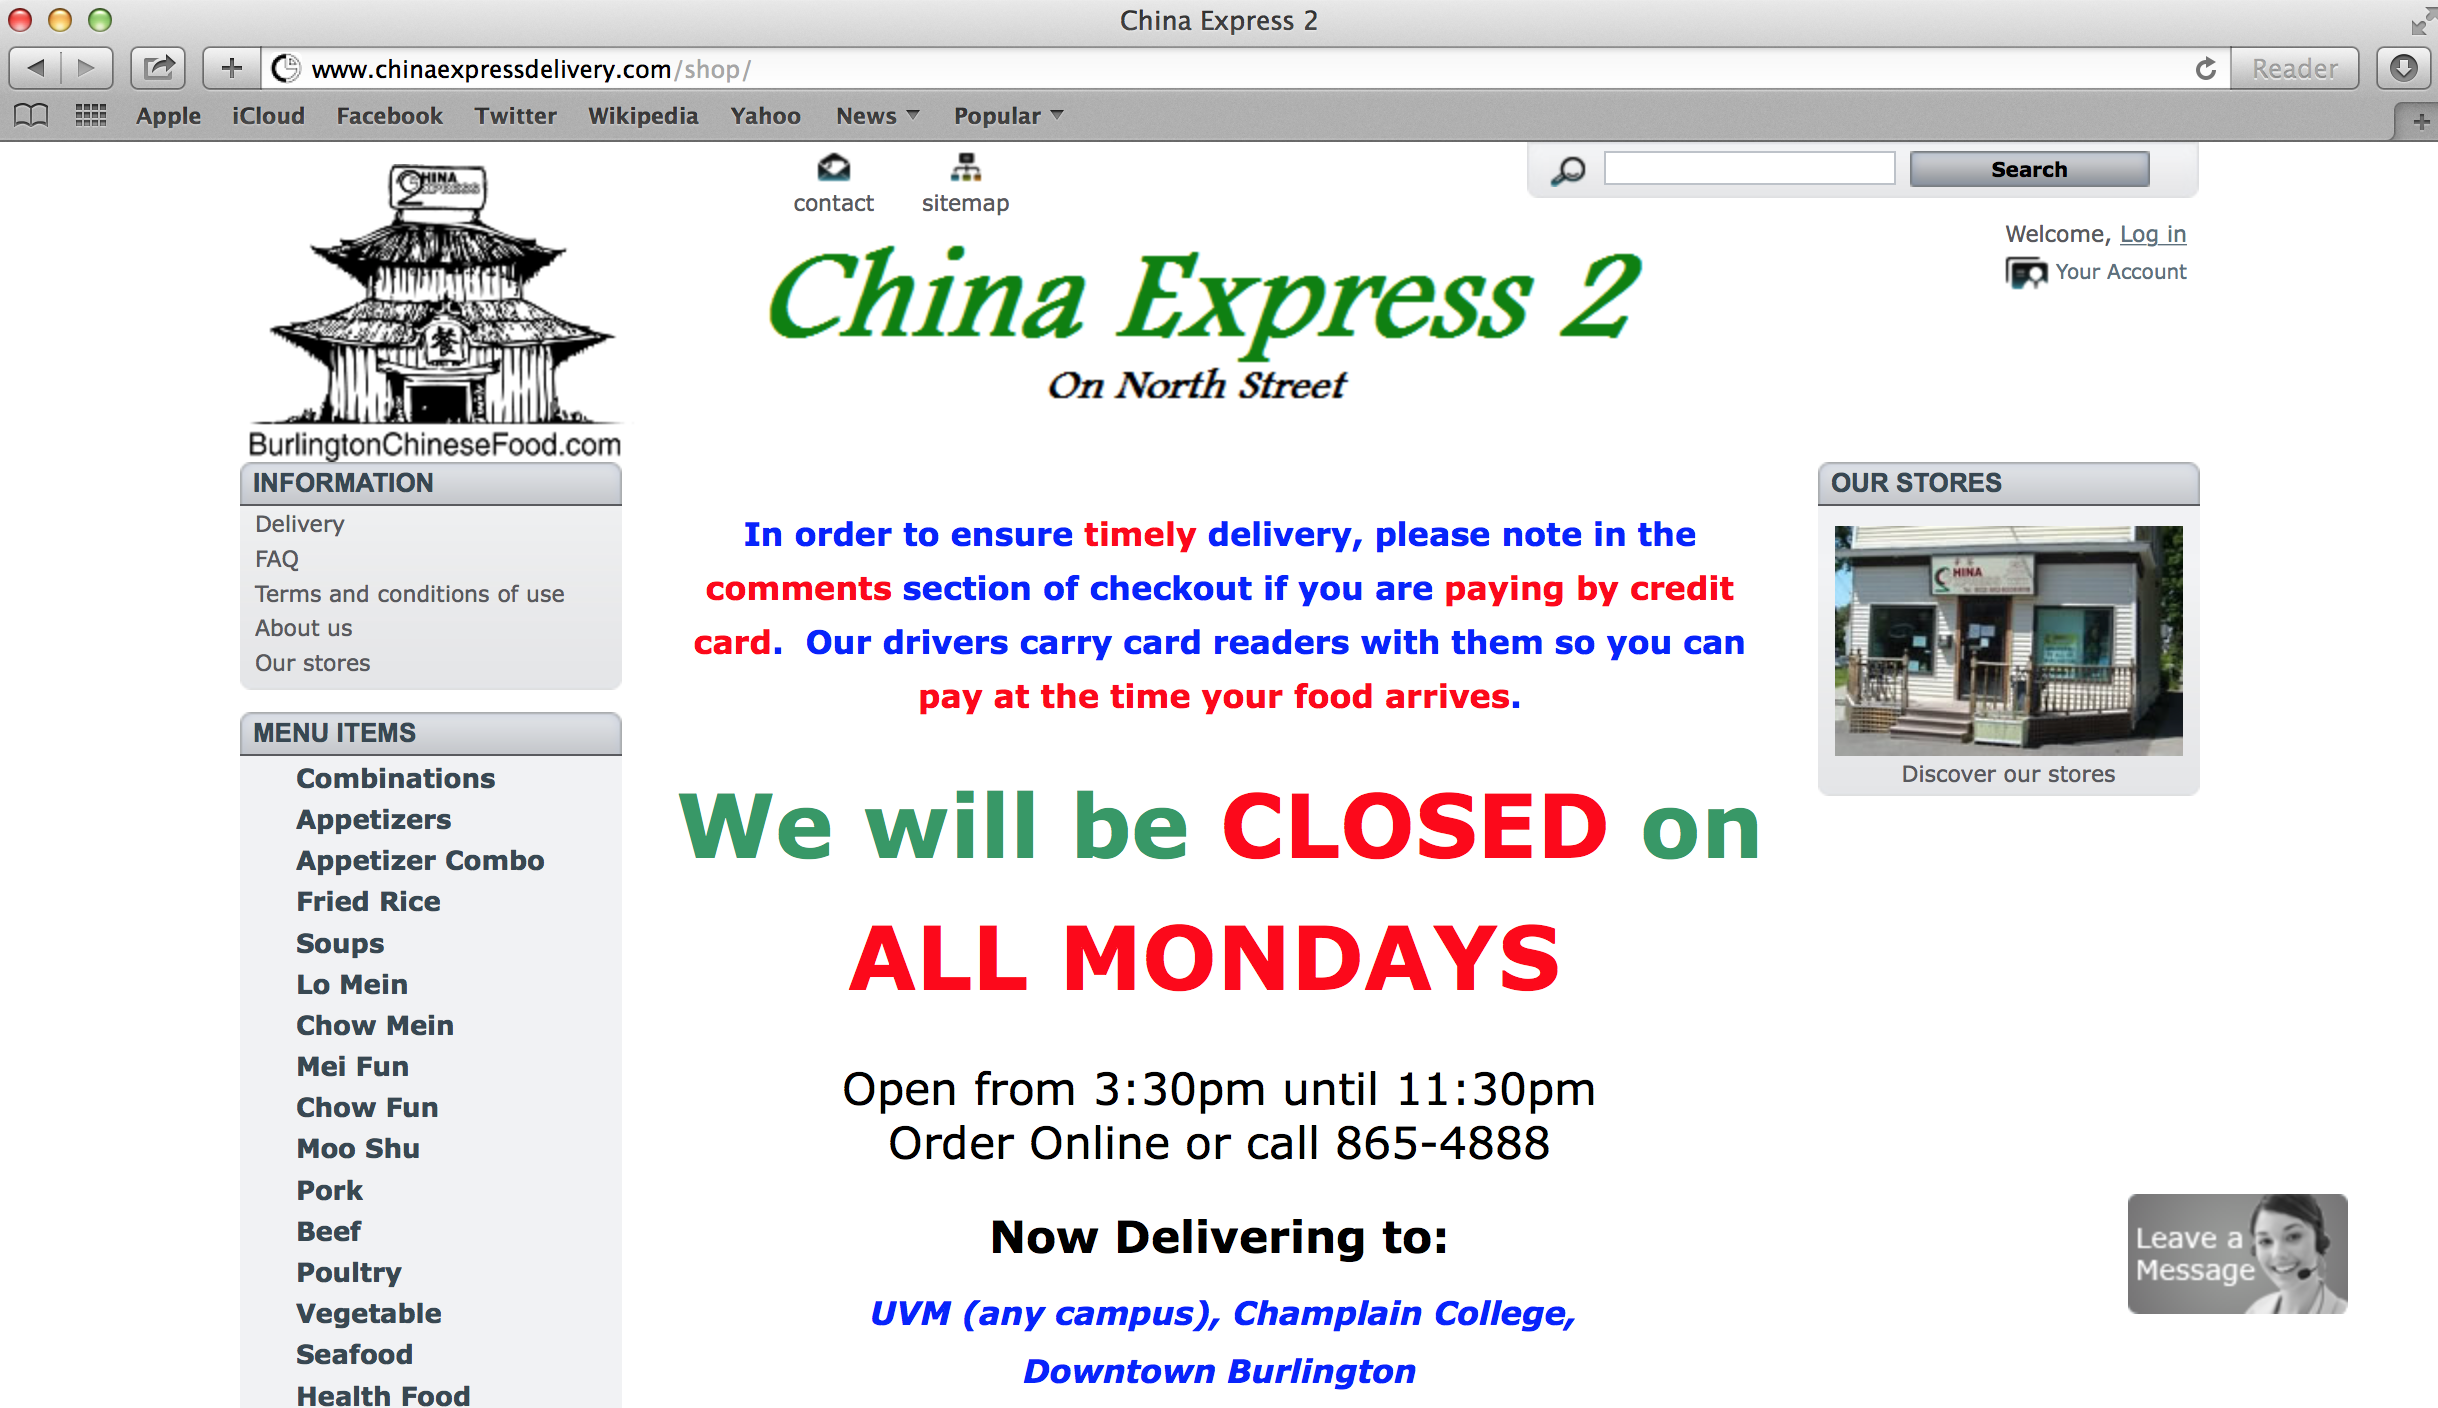 China Express 2
www.chinaexpressdelivery.com/shop/
Reader
Apple iCloud Facebook Twitter Wikipedia Yahoo News Popular
CHINA
EXPRESS
2
餐
BurlingtonChineseFood.com
contact sitemap
Search
Welcome, Log in
Your Account
China Express 2
On North Street
INFORMATION
Delivery
FAQ
Terms and conditions of use
About us
Our stores
MENU ITEMS
Combinations
Appetizers
Appetizer Combo
Fried Rice
Soups
Lo Mein
Chow Mein
Mei Fun
Chow Fun
Moo Shu
Pork
Beef
Poultry
Vegetable
Seafood
Health Food
In order to ensure timely delivery, please note in the
comments section of checkout if you are paying by credit
card.  Our drivers carry card readers with them so you can
pay at the time your food arrives.
We will be CLOSED on
ALL MONDAYS
Open from 3:30pm until 11:30pm
Order Online or call 865-4888
Now Delivering to:
UVM (any campus), Champlain College,
Downtown Burlington
OUR STORES
CHINA
Discover our stores
Leave a
Message